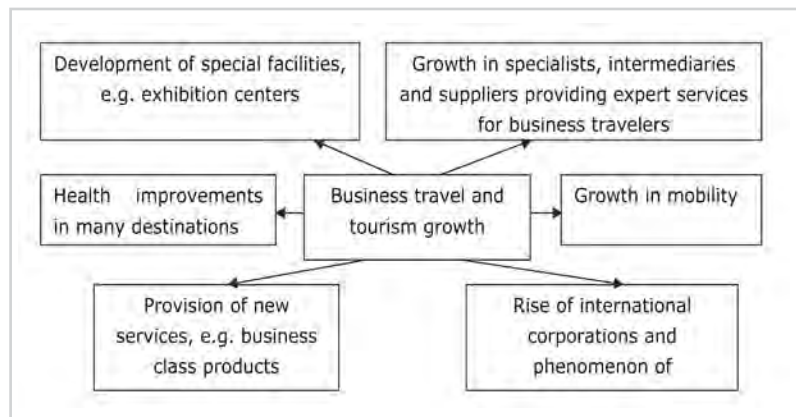 Development of special facilities,
e.g. exhibition centers
Growth in specialists, intermediaries
and suppliers providing expert services
for business travelers
Health improvements
in many destinations
Business travel and
tourism growth
Growth in mobility
Provision of new
services, e.g. business
class products
Rise of international
corporations and
phenomenon of